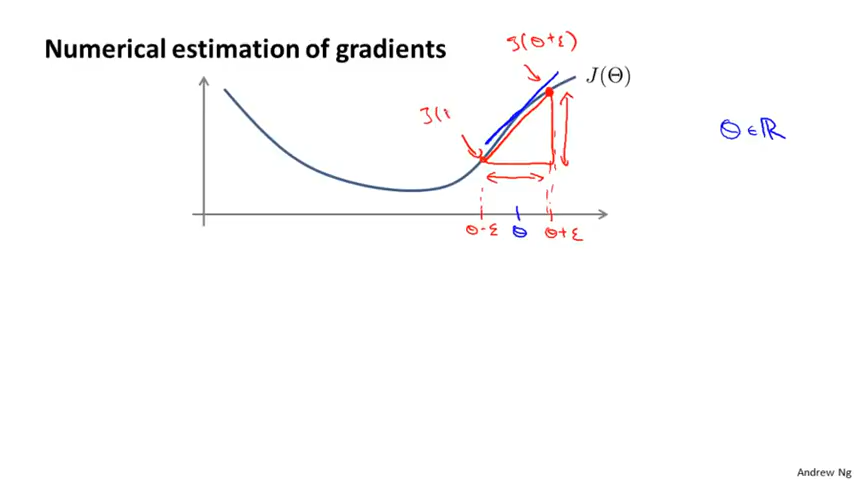 Numerical estimation of gradients
J(θ+ε)
J(Θ)
J(
θ ∈ ℝ
θ-ε θ θ+ε
Andrew Ng